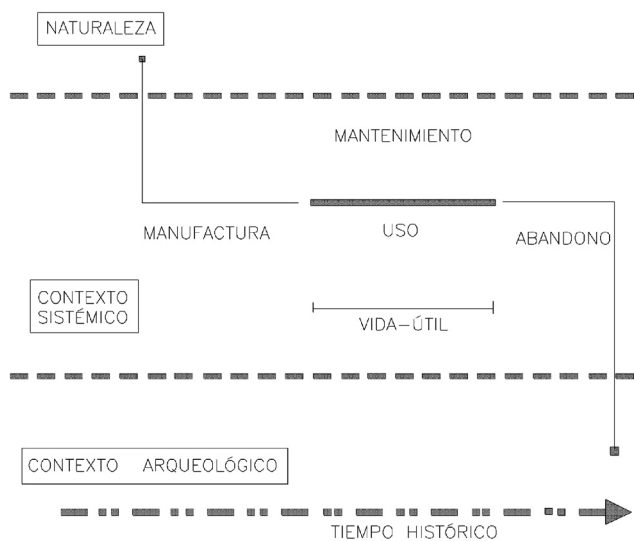 NATURALEZA
MANTENIMIENTO
MANUFACTURA
USO
ABANDONO
CONTEXTO
SISTÉMICO
VIDA-ÚTIL
CONTEXTO ARQUEOLÓGICO
TIEMPO HISTÓRICO